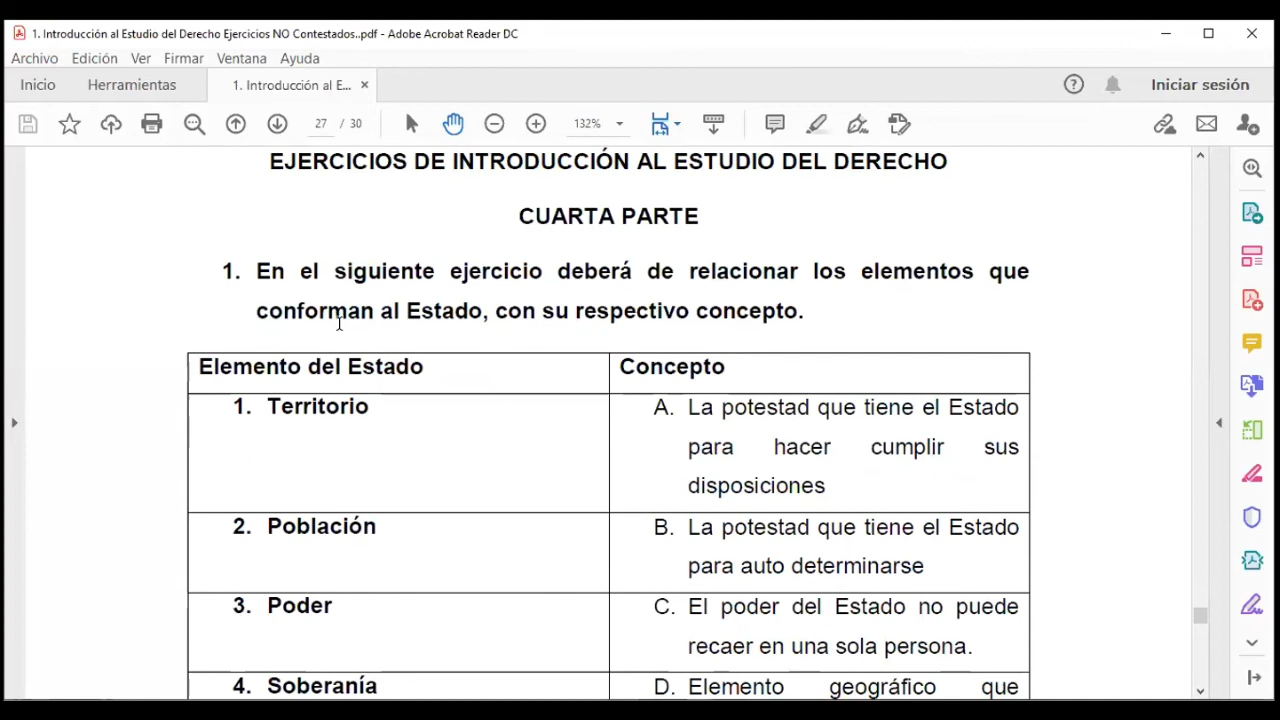 1. Introducción al Estudio del Derecho Ejercicios NO Contestados..pdf - Adobe Acrobat Reader DC
Archivo Edición Ver Firmar Ventana Ayuda
Inicio Herramientas 1. Introducción al E... × Iniciar sesión
27 / 30 132%
EJERCICIOS DE INTRODUCCIÓN AL ESTUDIO DEL DERECHO
CUARTA PARTE
1. En el siguiente ejercicio deberá de relacionar los elementos que
conforman al Estado, con su respectivo concepto.
Elemento del Estado Concepto
1. Territorio A. La potestad que tiene el Estado
para hacer cumplir sus
disposiciones
2. Población B. La potestad que tiene el Estado
para auto determinarse
3. Poder C. El poder del Estado no puede
recaer en una sola persona.
4. Soberanía D. Elemento geográfico que